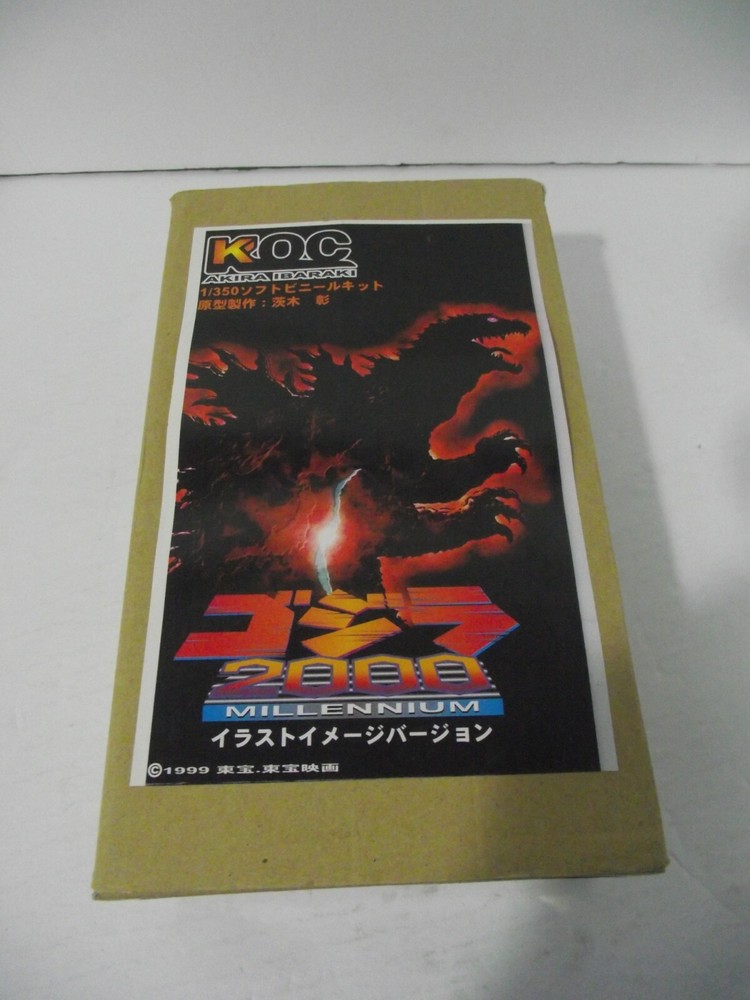 KOC
AKIRA IBARAKI
1/350ソフトビニールキット
原型製作：茨木 彰
ゴジラ
2000
MILLENNIUM
イラストイメージバージョン
©1999 東宝.東宝映画